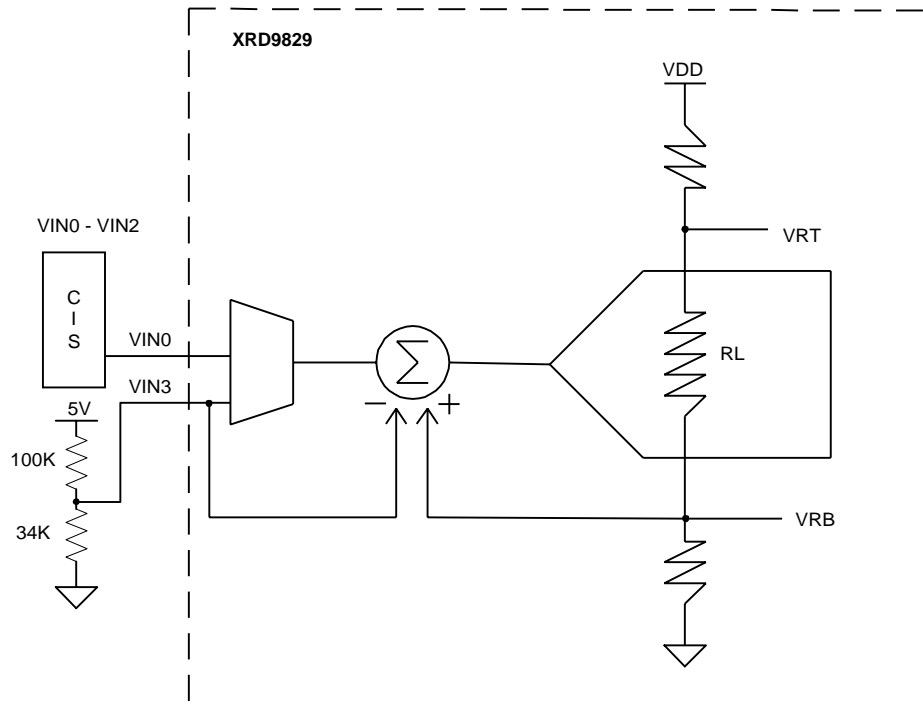 XRD9829
VDD
VIN0 - VIN2
VRT
C
I
S
VIN0
RL
VIN3
5V
100K
34K
Σ
−
+
VRB